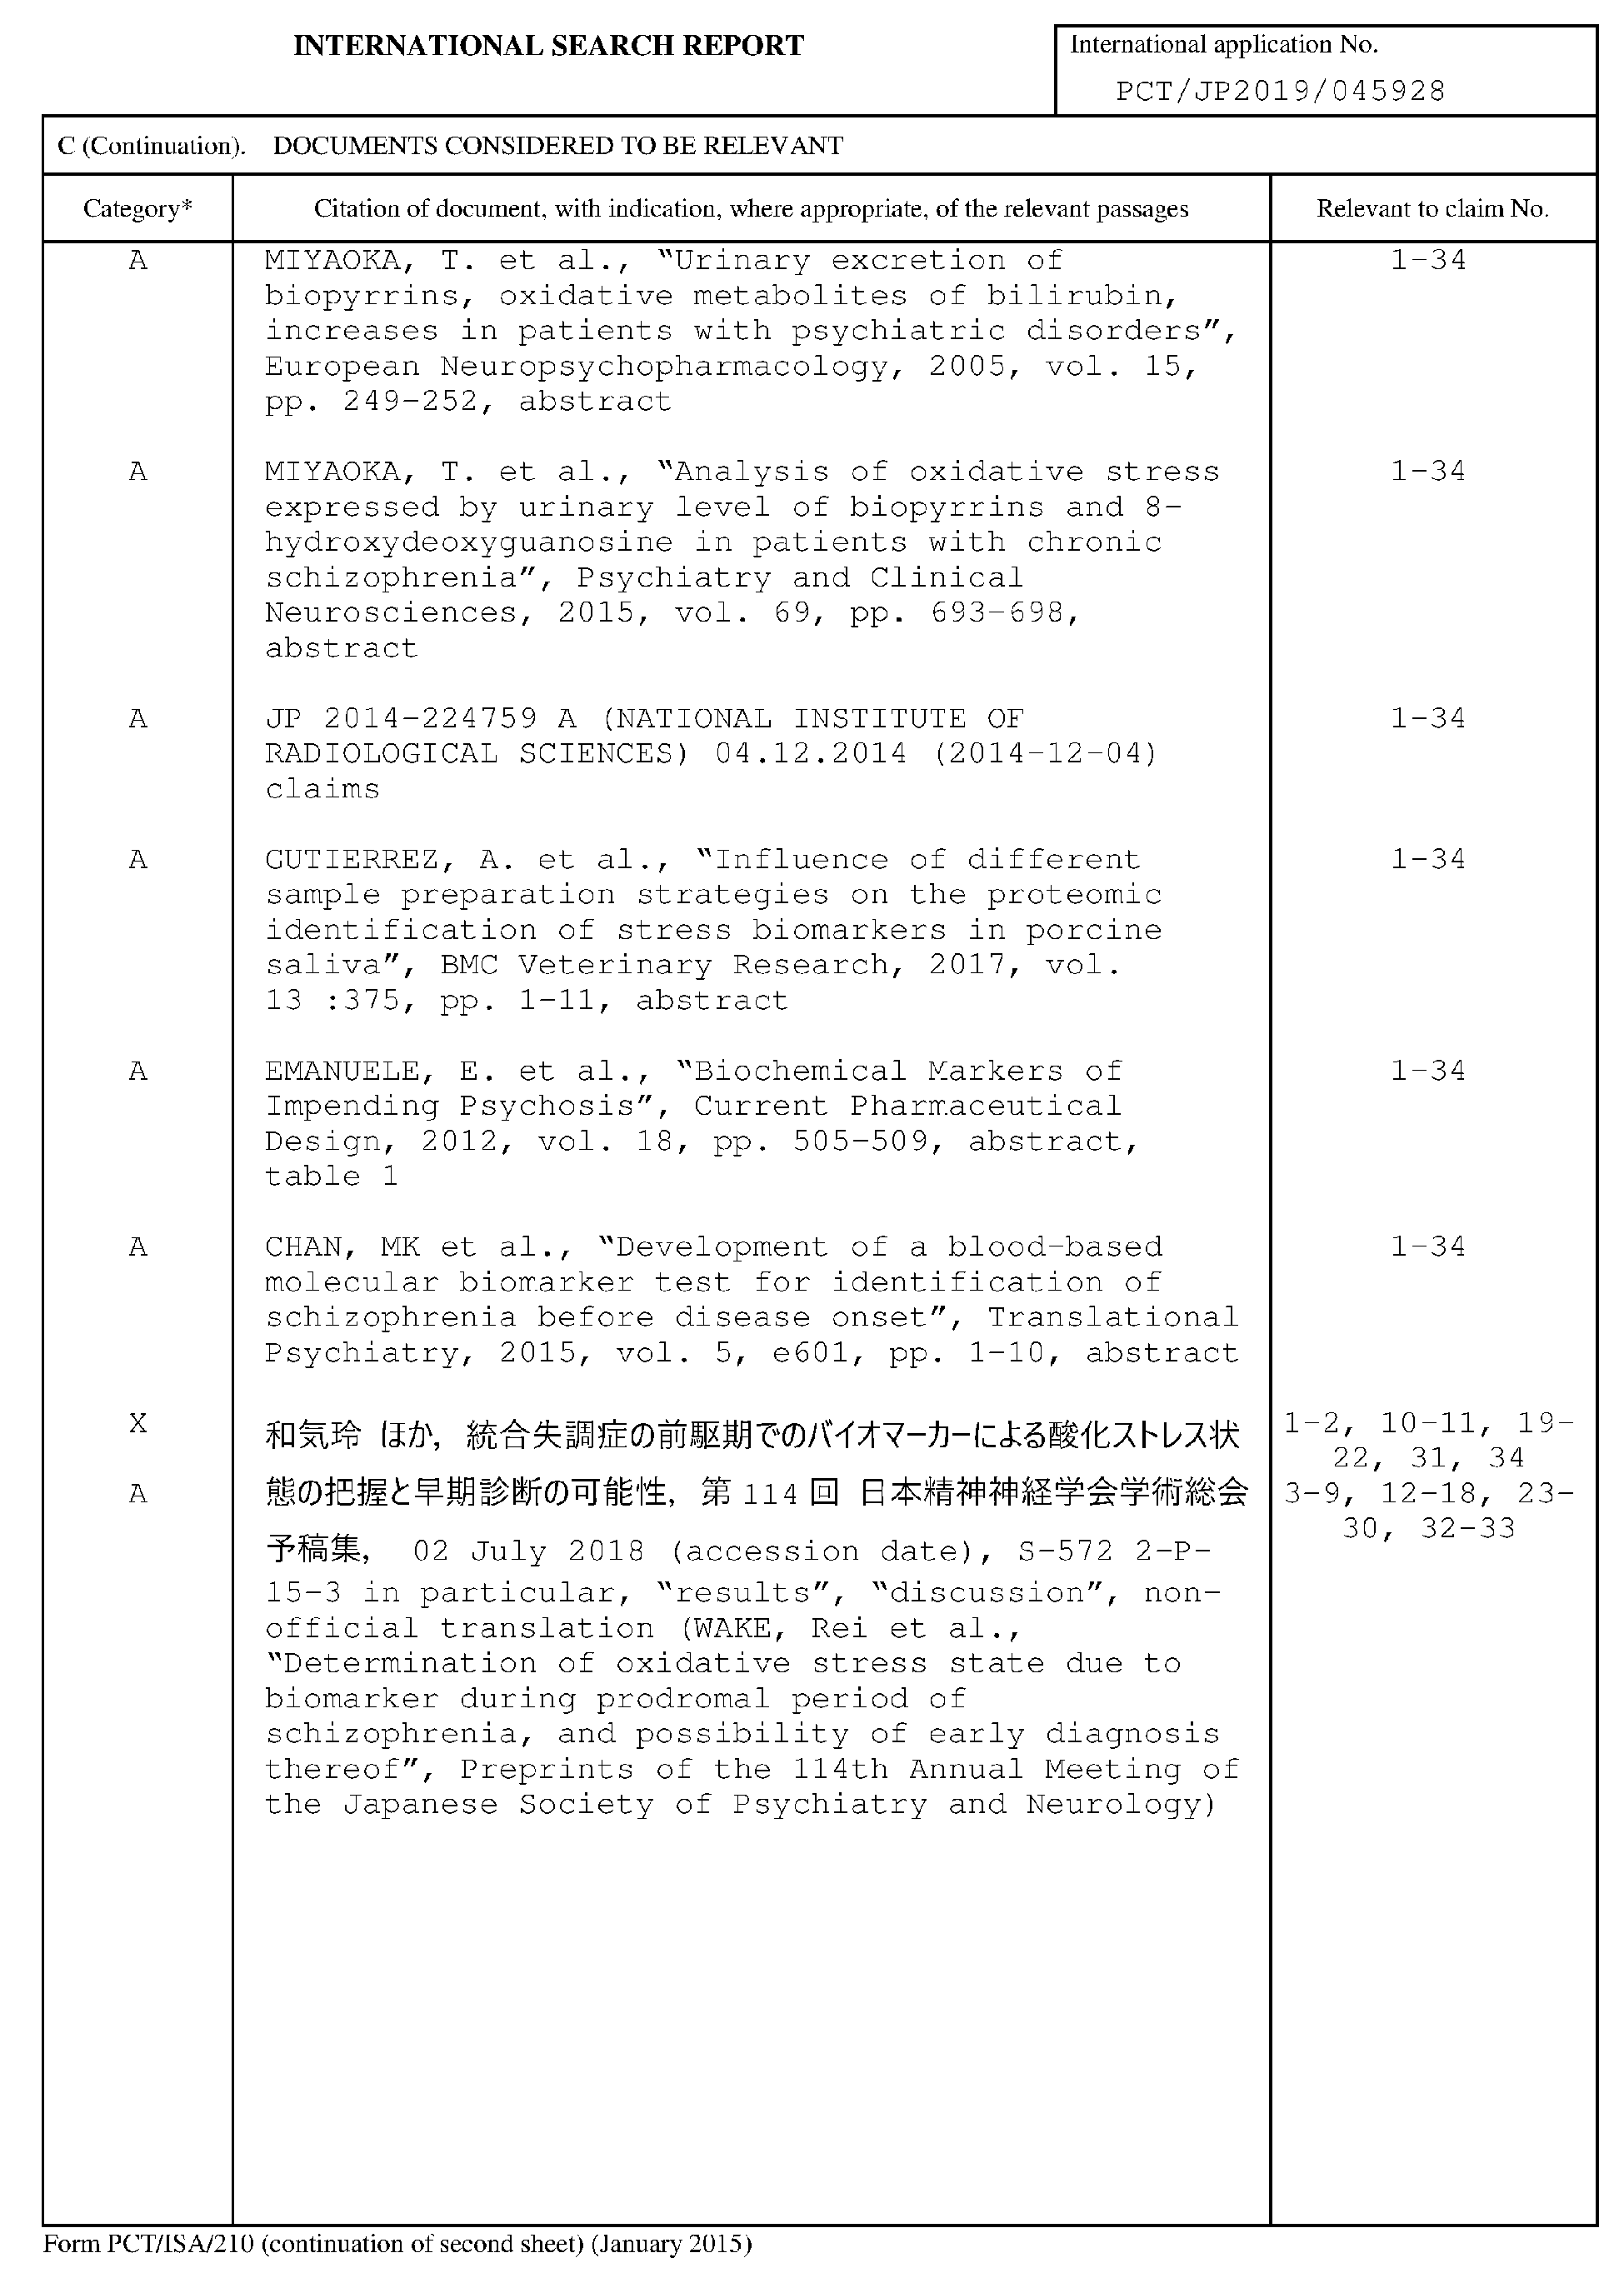 INTERNATIONAL SEARCH REPORT
International application No.
PCT/JP2019/045928
C (Continuation). DOCUMENTS CONSIDERED TO BE RELEVANT
Category* Citation of document, with indication, where appropriate, of the relevant passages Relevant to claim No.
A MIYAOKA, T. et al., "Urinary excretion of 1-34
biopyrrins, oxidative metabolites of bilirubin,
increases in patients with psychiatric disorders",
European Neuropsychopharmacology, 2005, vol. 15,
pp. 249-252, abstract
A MIYAOKA, T. et al., "Analysis of oxidative stress 1-34
expressed by urinary level of biopyrrins and 8-
hydroxydeoxyguanosine in patients with chronic
schizophrenia", Psychiatry and Clinical
Neurosciences, 2015, vol. 69, pp. 693-698,
abstract
A JP 2014-224759 A (NATIONAL INSTITUTE OF 1-34
RADIOLOGICAL SCIENCES) 04.12.2014 (2014-12-04)
claims
A GUTIERREZ, A. et al., "Influence of different 1-34
sample preparation strategies on the proteomic
identification of stress biomarkers in porcine
saliva", BMC Veterinary Research, 2017, vol.
13 :375, pp. 1-11, abstract
A EMANUELE, E. et al., "Biochemical Markers of 1-34
Impending Psychosis", Current Pharmaceutical
Design, 2012, vol. 18, pp. 505-509, abstract,
table 1
A CHAN, MK et al., "Development of a blood-based 1-34
molecular biomarker test for identification of
schizophrenia before disease onset", Translational
Psychiatry, 2015, vol. 5, e601, pp. 1-10, abstract
X 和気玲 ほか, 統合失調症の前駆期でのバイオマーカーによる酸化ストレス状 1-2, 10-11, 19-
22, 31, 34
A 態の把握と早期診断の可能性, 第 114 回 日本精神神経学会学術総会 3-9, 12-18, 23-
30, 32-33
予稿集, 02 July 2018 (accession date), S-572 2-P-
15-3 in particular, "results", "discussion", non-
official translation (WAKE, Rei et al.,
"Determination of oxidative stress state due to
biomarker during prodromal period of
schizophrenia, and possibility of early diagnosis
thereof", Preprints of the 114th Annual Meeting of
the Japanese Society of Psychiatry and Neurology)
Form PCT/ISA/210 (continuation of second sheet) (January 2015)